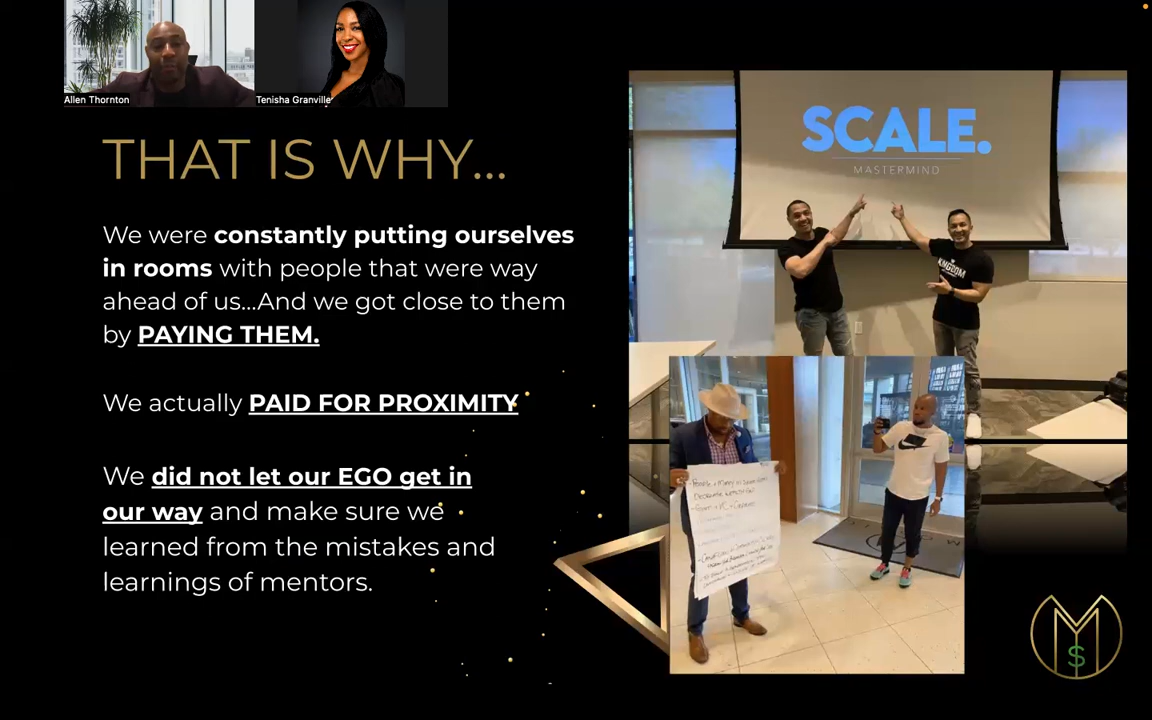 Allen Thornton
Tenisha Granville
THAT IS WHY...
We were constantly putting ourselves
in rooms with people that were way
ahead of us...And we got close to them
by PAYING THEM.
We actually PAID FOR PROXIMITY
We did not let our EGO get in
our way and make sure we
learned from the mistakes and
learnings of mentors.
SCALE.
MASTERMIND
KINGDOM
M
$